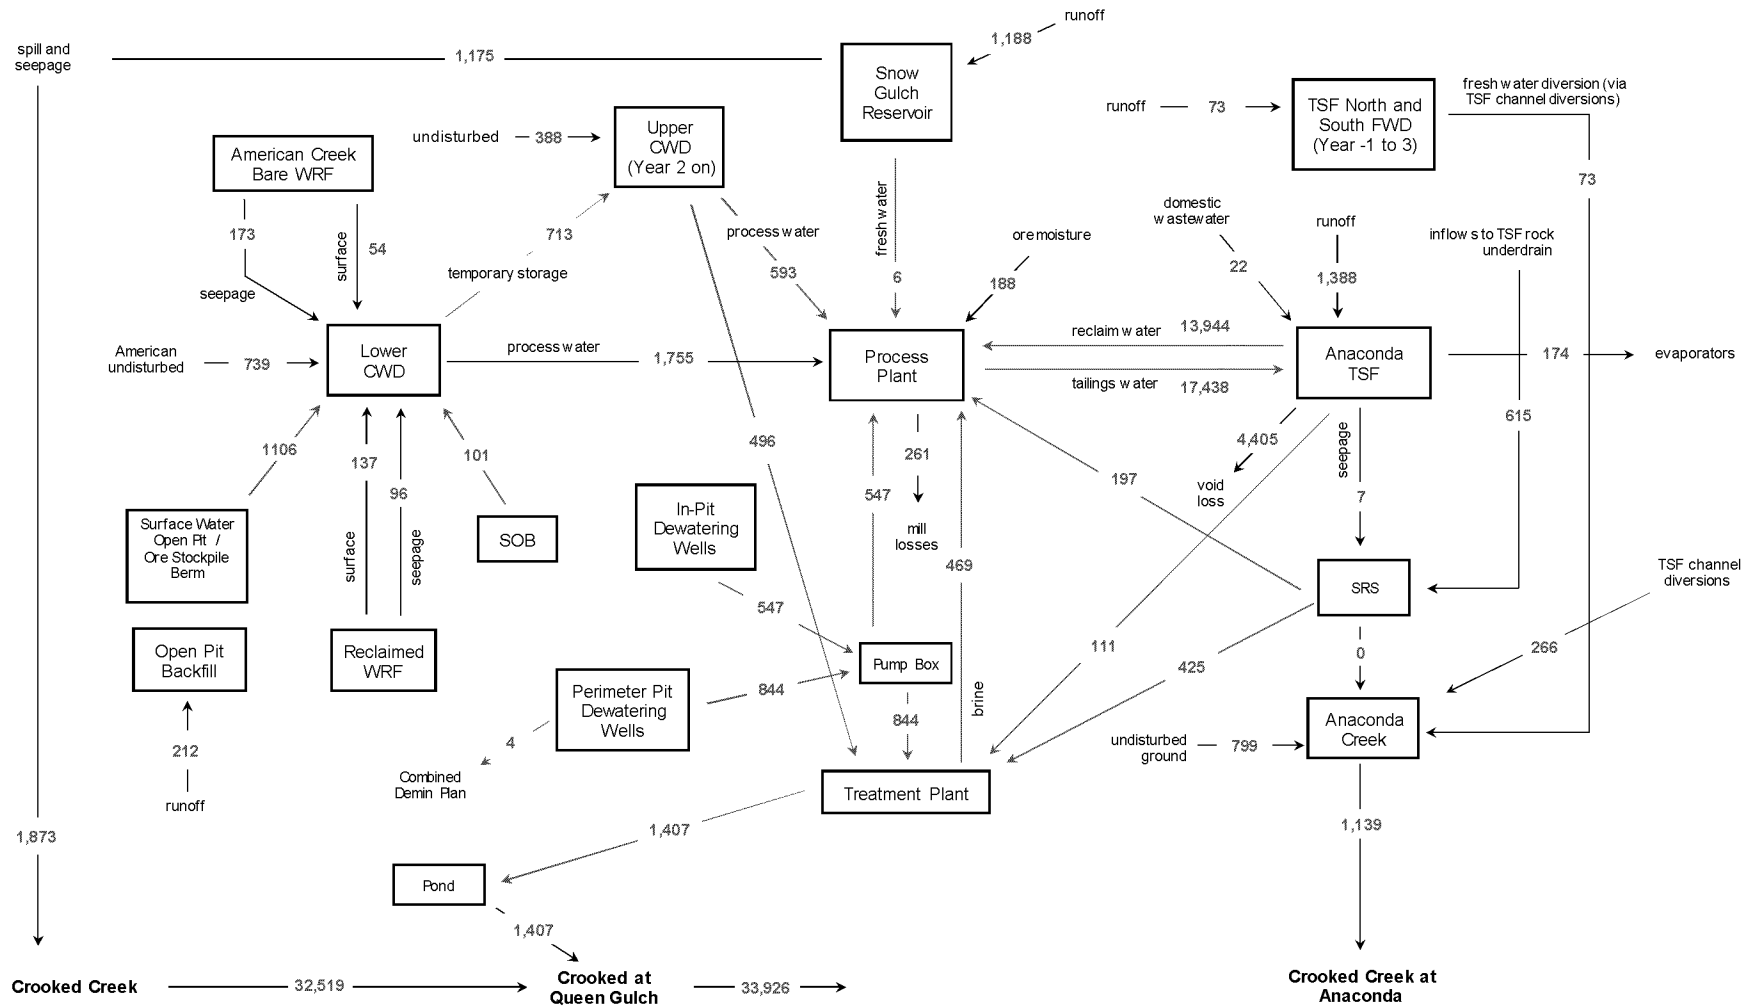 runoff
1,188
spill and
seepage
1,175
Snow
Gulch
Reservoir
runoff
73
TSF North and
South FWD
(Year -1 to 3)
fresh water diversion (via
TSF channel diversions)
73
American Creek
Bare WRF
undisturbed
388
Upper
CWD
(Year 2 on)
173
surface
54
seepage
713
temporary storage
process water
593
fresh water
6
ore moisture
188
domestic
wastewater
22
runoff
1,388
inflows to TSF rock
underdrain
American
undisturbed
739
Lower
CWD
process water
1,755
Process
Plant
reclaim water
13,944
tailings water
17,438
Anaconda
TSF
174
evaporators
615
1106
137
96
101
496
547
261
mill
losses
469
197
4,405
void
loss
seepage
7
Surface Water
Open Pit /
Ore Stockpile
Berm
surface
seepage
SOB
In-Pit
Dewatering
Wells
547
SRS
TSF channel
diversions
Open Pit
Backfill
Reclaimed
WRF
Pump Box
111
425
0
266
Perimeter Pit
Dewatering
Wells
844
844
brine
4
Combined
Demin Plan
212
runoff
undisturbed
ground
799
Anaconda
Creek
Treatment Plant
1,873
1,407
1,139
Pond
1,407
Crooked Creek
32,519
Crooked at
Queen Gulch
33,926
Crooked Creek at
Anaconda